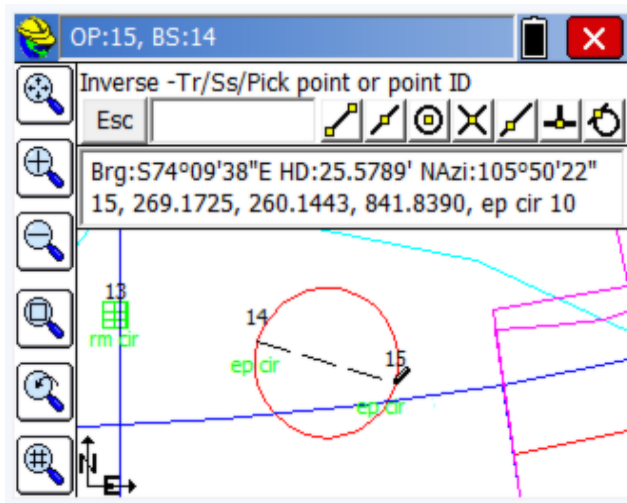 OP:15, BS:14
Inverse -Tr/Ss/Pick point or point ID
Esc
Brg:S74°09'38"E HD:25.5789' NAzi:105°50'22"
15, 269.1725, 260.1443, 841.8390, ep cir 10
13
rm cir
14
ep cir
15
ep cir
N
E